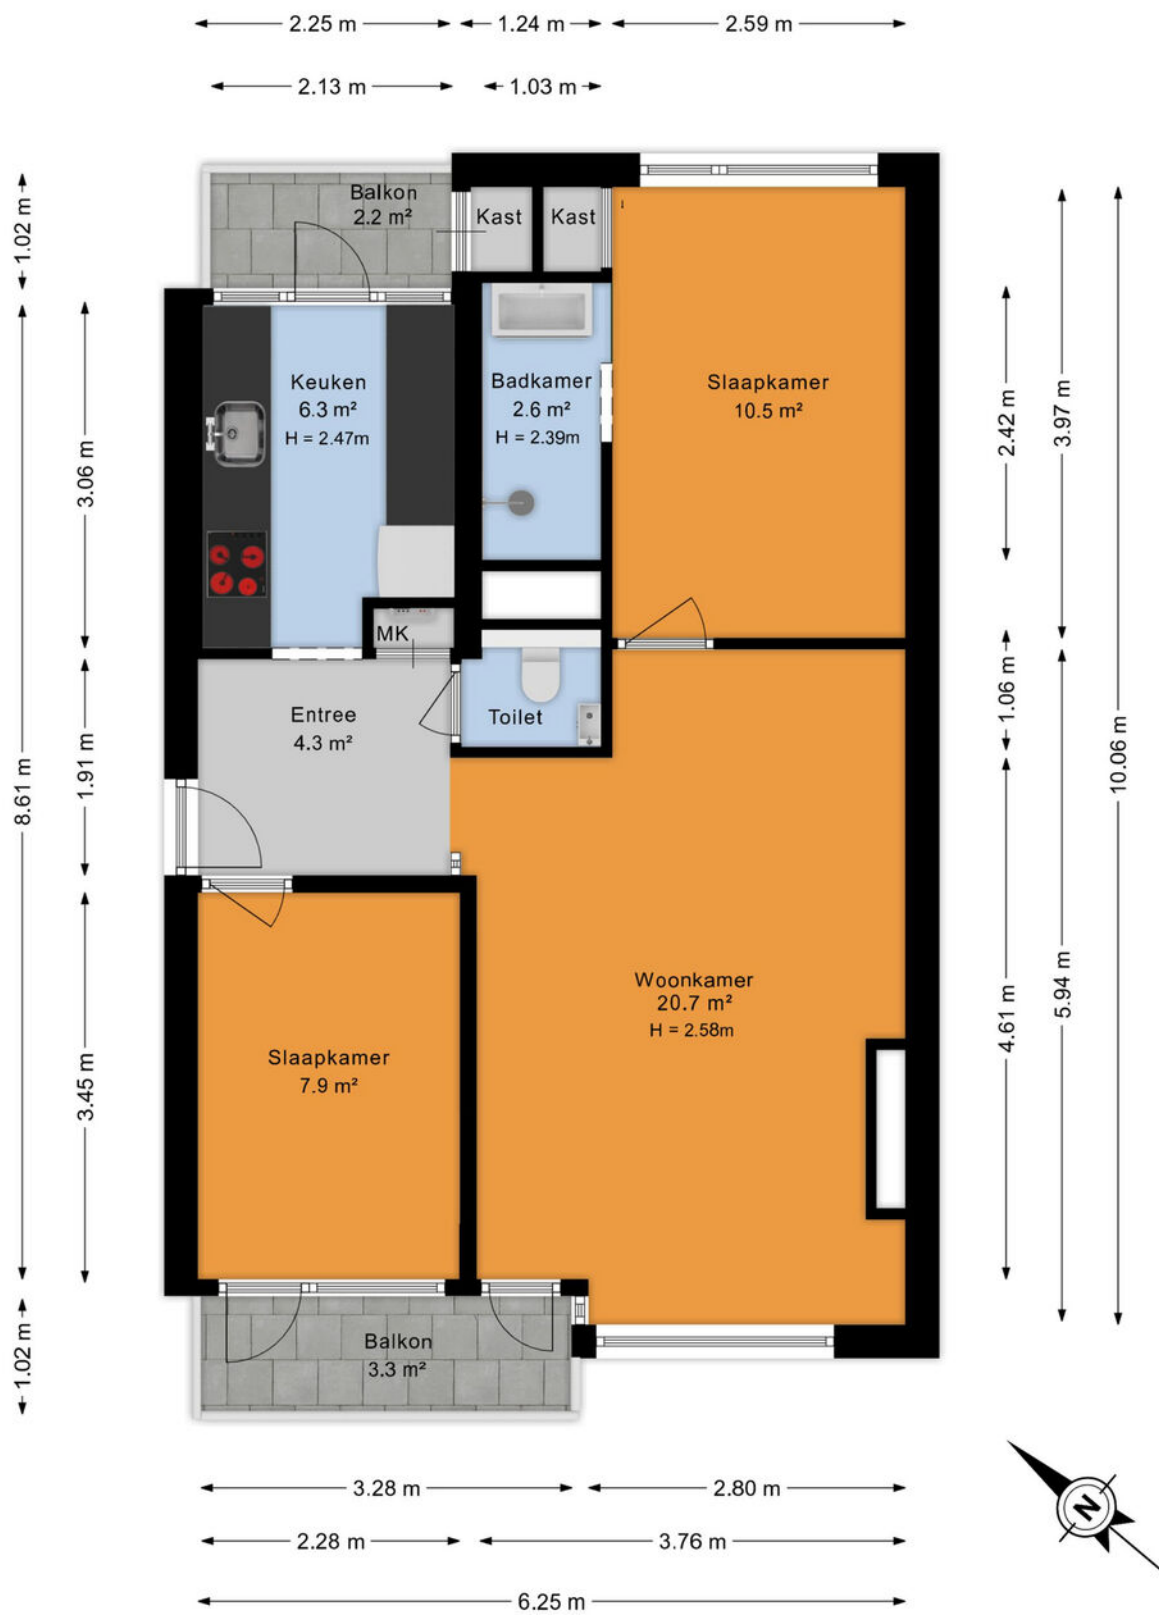 2.25 m
1.24 m
2.59 m
2.13 m
1.03 m
1.02 m
8.61 m
1.02 m
3.06 m
1.91 m
3.45 m
Balkon
2.2 m²
Kast
Kast
Keuken
6.3 m²
H = 2.47m
Badkamer
2.6 m²
H = 2.39m
Slaapkamer
10.5 m²
MK
Entree
4.3 m²
Toilet
Woonkamer
20.7 m²
H = 2.58m
Slaapkamer
7.9 m²
Balkon
3.3 m²
2.42 m
1.06 m
4.61 m
3.97 m
5.94 m
10.06 m
3.28 m
2.80 m
2.28 m
3.76 m
6.25 m
N